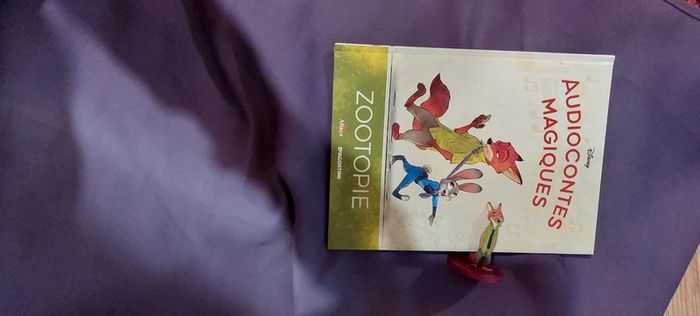 Disney
AUDIOCONTES
MAGIQUES
ZOOTOPIE
Altaya
DeAGOSTINI